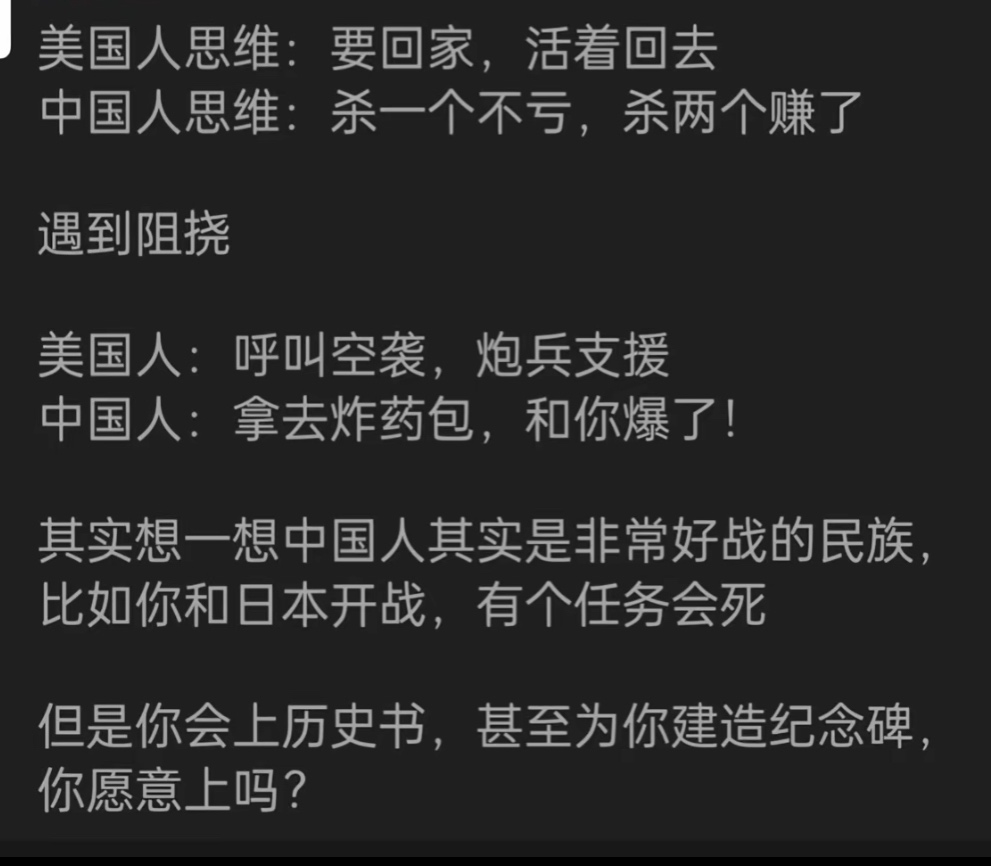 美国人思维：要回家，活着回去
中国人思维：杀一个不亏，杀两个赚了
遇到阻挠
美国人：呼叫空袭，炮兵支援
中国人：拿去炸药包，和你爆了！
其实想一想中国人其实是非常好战的民族，
比如你和日本开战，有个任务会死
但是你会上历史书，甚至为你建造纪念碑，
你愿意上吗？